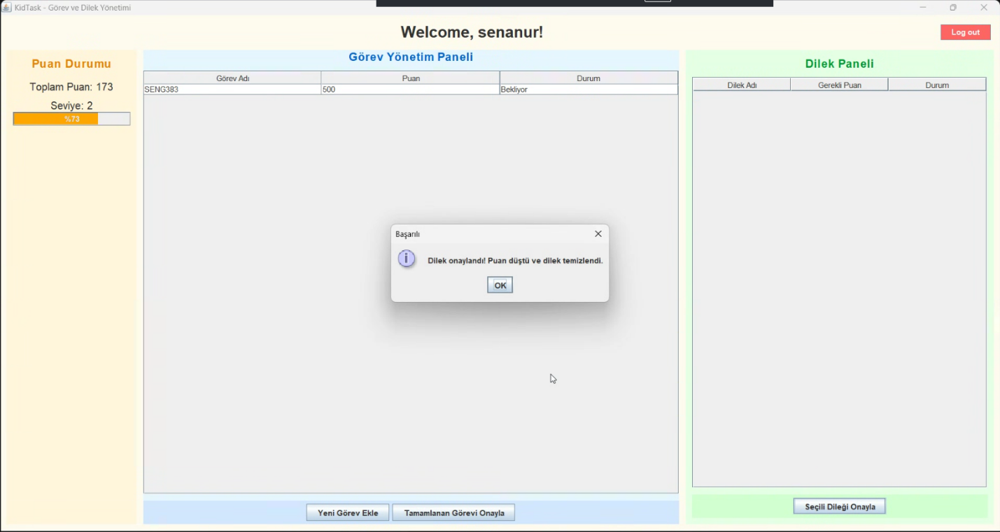 KidTask - Görev ve Dilek Yönetimi
Welcome, senanur!
Log out
Puan Durumu
Toplam Puan: 173
Seviye: 2
%73
Görev Yönetim Paneli
Görev Adı Puan Durum
SENG383 500 Bekliyor
Dilek Paneli
Dilek Adı Gerekli Puan Durum
Başarılı
i
Dilek onaylandı! Puan düştü ve dilek temizlendi.
OK
Yeni Görev Ekle Tamamlanan Görevi Onayla
Seçili Dileği Onayla